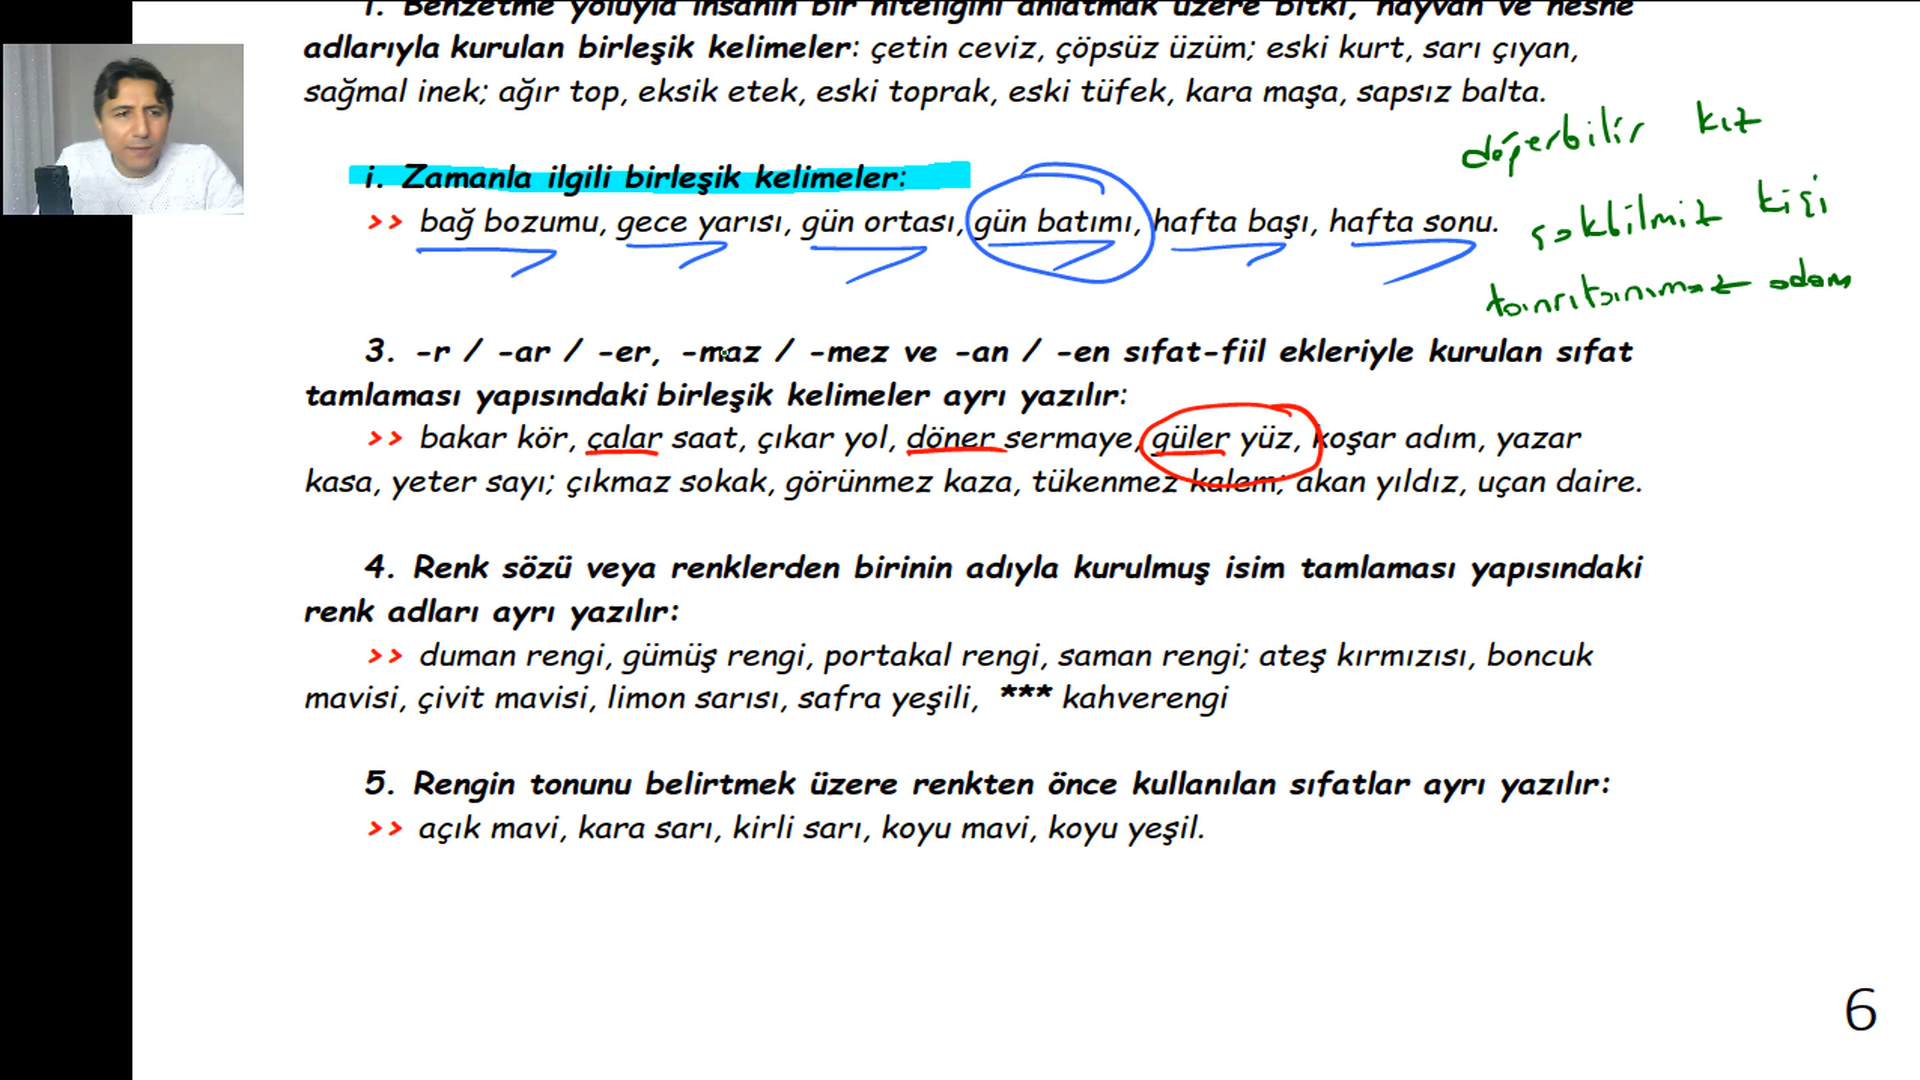 ı. Benzetme yoluyla insanın bir niteliğini anlatmak üzere bitki, hayvan ve nesne
adlarıyla kurulan birleşik kelimeler: çetin ceviz, çöpsüz üzüm; eski kurt, sarı çıyan,
sağmal inek; ağır top, eksik etek, eski toprak, eski tüfek, kara maşa, sapsız balta.
değerbilir kız
i. Zamanla ilgili birleşik kelimeler:
çokbilmiş kişi
>> bağ bozumu, gece yarısı, gün ortası, gün batımı, hafta başı, hafta sonu.
tanrıtanımaz adam
3. -r / -ar / -er, -maz / -mez ve -an / -en sıfat-fiil ekleriyle kurulan sıfat
tamlaması yapısındaki birleşik kelimeler ayrı yazılır:
>> bakar kör, çalar saat, çıkar yol, döner sermaye, güler yüz, koşar adım, yazar
kasa, yeter sayı; çıkmaz sokak, görünmez kaza, tükenmez kalem; akan yıldız, uçan daire.
4. Renk sözü veya renklerden birinin adıyla kurulmuş isim tamlaması yapısındaki
renk adları ayrı yazılır:
>> duman rengi, gümüş rengi, portakal rengi, saman rengi; ateş kırmızısı, boncuk
mavisi, çivit mavisi, limon sarısı, safra yeşili, *** kahverengi
5. Rengin tonunu belirtmek üzere renkten önce kullanılan sıfatlar ayrı yazılır:
>> açık mavi, kara sarı, kirli sarı, koyu mavi, koyu yeşil.
6